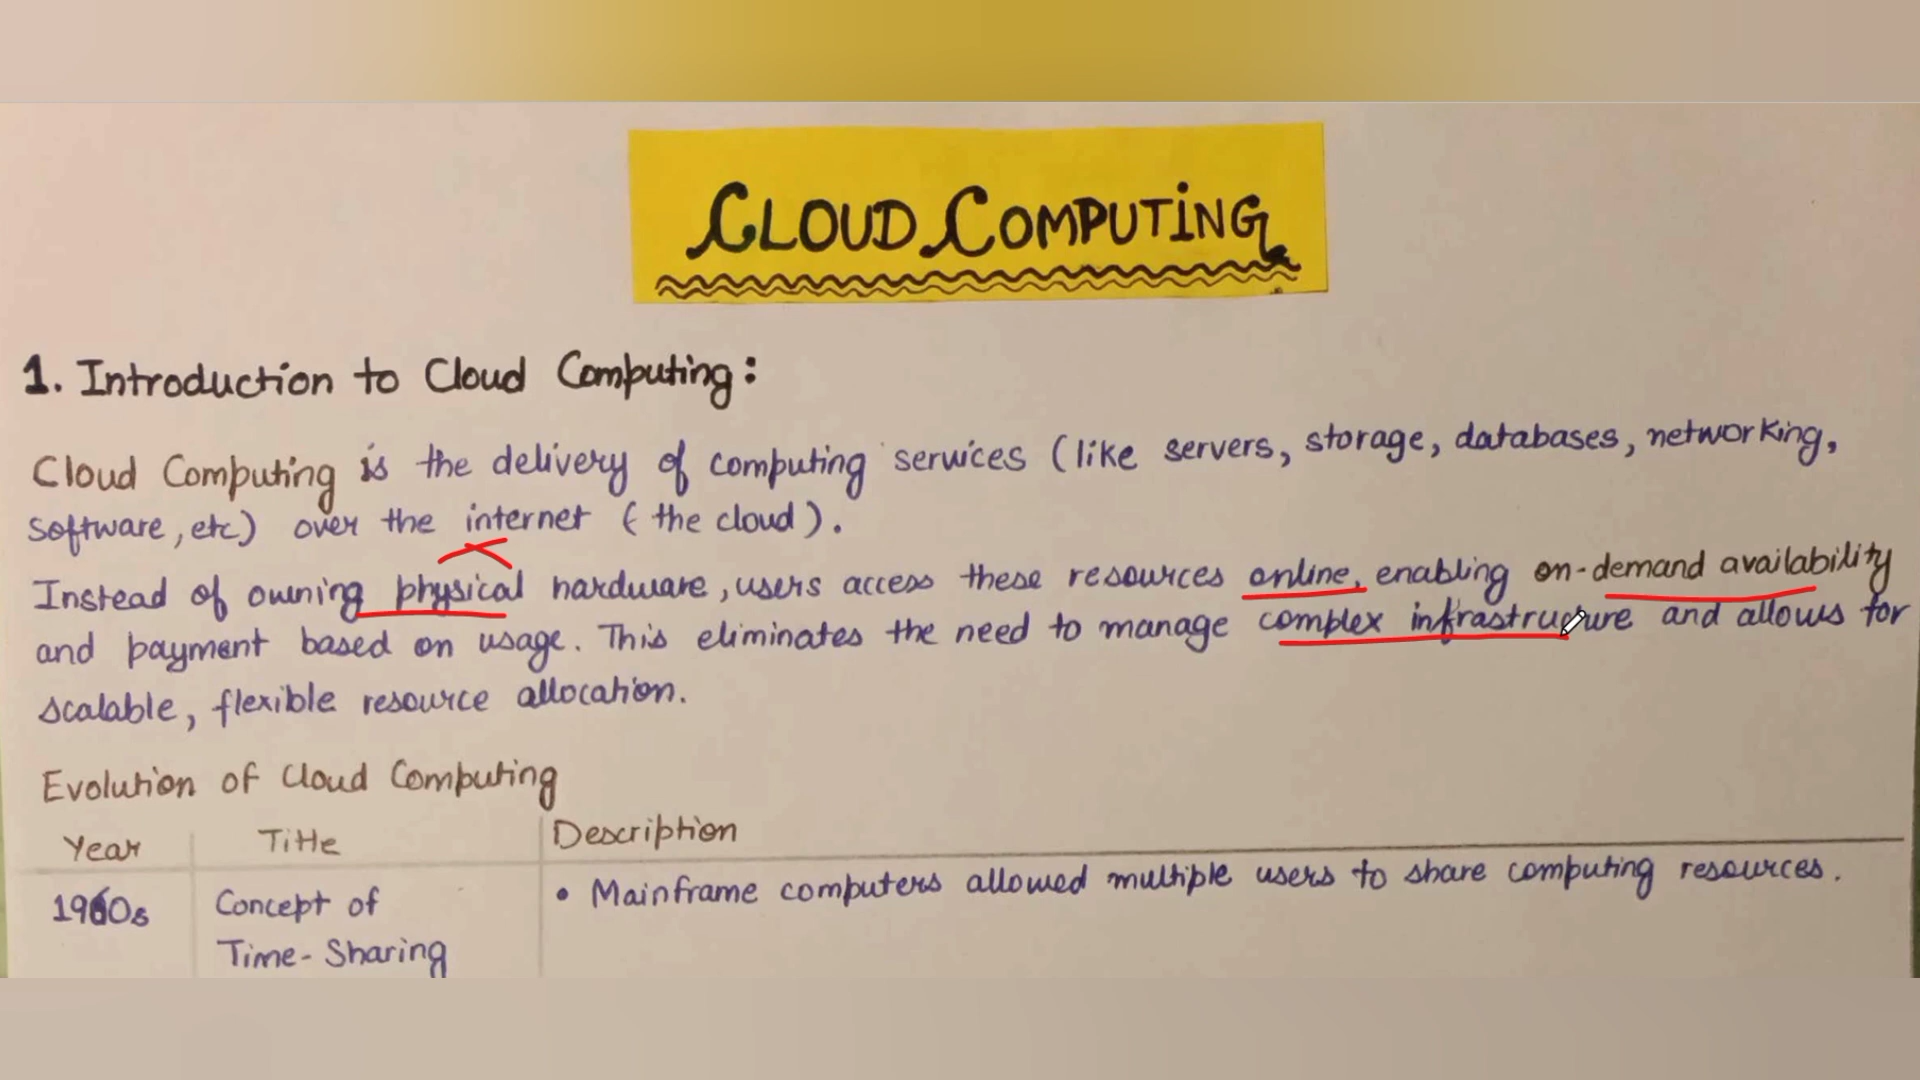 CLOUD COMPUTING
1. Introduction to Cloud Computing:
Cloud Computing is the delivery of computing services (like servers, storage, databases, networking,
software, etc) over the internet (the cloud).
Instead of owning physical hardware, users access these resources online, enabling on-demand availability
and payment based on usage. This eliminates the need to manage complex infrastructure and allows for
scalable, flexible resource allocation.
Evolution of Cloud Computing
Year Title Description
1960s Concept of • Mainframe computers allowed multiple users to share computing resources.
Time-Sharing